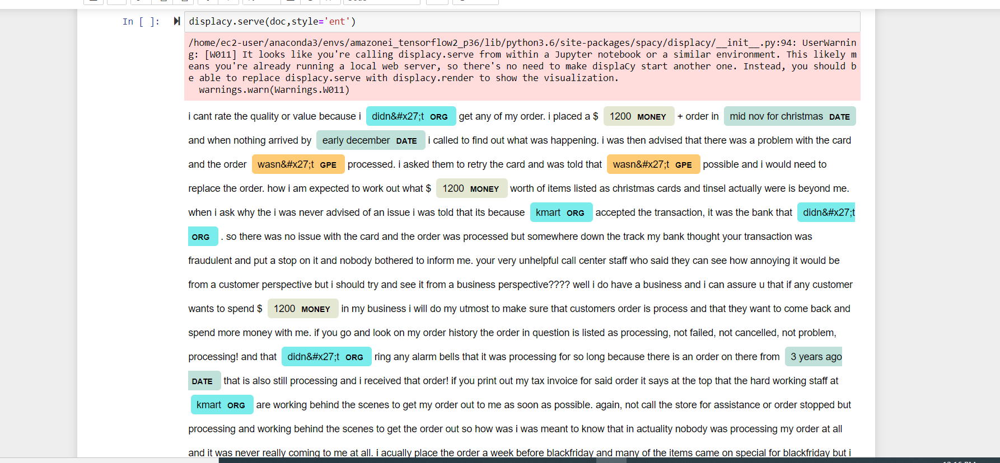 In [ ]: displacy.serve(doc,style='ent')
/home/ec2-user/anaconda3/envs/amazonei_tensorflow2_p36/lib/python3.6/site-packages/spacy/displacy/__init__.py:94: UserWarnin
g: [W011] It looks like you're calling displacy.serve from within a Jupyter notebook or a similar environment. This likely m
eans you're already running a local web server, so there's no need to make displaCy start another one. Instead, you should b
e able to replace displacy.serve with displacy.render to show the visualization.
warnings.warn(Warnings.W011)
i cant rate the quality or value because i didn&#x27;t ORG get any of my order. i placed a $ 1200 MONEY + order in mid nov for christmas DATE
and when nothing arrived by early december DATE i called to find out what was happening. i was then advised that there was a problem with the card
and the order wasn&#x27;t GPE processed. i asked them to retry the card and was told that wasn&#x27;t GPE possible and i would need to
replace the order. how i am expected to work out what $ 1200 MONEY worth of items listed as christmas cards and tinsel actually were is beyond me.
when i ask why the i was never advised of an issue i was told that its because kmart ORG accepted the transaction, it was the bank that didn&#x27;t
ORG . so there was no issue with the card and the order was processed but somewhere down the track my bank thought your transaction was
fraudulent and put a stop on it and nobody bothered to inform me. your very unhelpful call center staff who said they can see how annoying it would be
from a customer perspective but i should try and see it from a business perspective???? well i do have a business and i can assure u that if any customer
wants to spend $ 1200 MONEY in my business i will do my utmost to make sure that customers order is process and that they want to come back and
spend more money with me. if you go and look on my order history the order in question is listed as processing, not failed, not cancelled, not problem,
processing! and that didn&#x27;t ORG ring any alarm bells that it was processing for so long because there is an order on there from 3 years ago
DATE that is also still processing and i received that order! if you print out my tax invoice for said order it says at the top that the hard working staff at
kmart ORG are working behind the scenes to get my order out to me as soon as possible. again, not call the store for assistance or order stopped but
processing and working behind the scenes to get the order out so how was i was meant to know that in actuality nobody was processing my order at all
and it was never really coming to me at all. i acually place the order a week before blackfriday and many of the items came on special for blackfriday but i